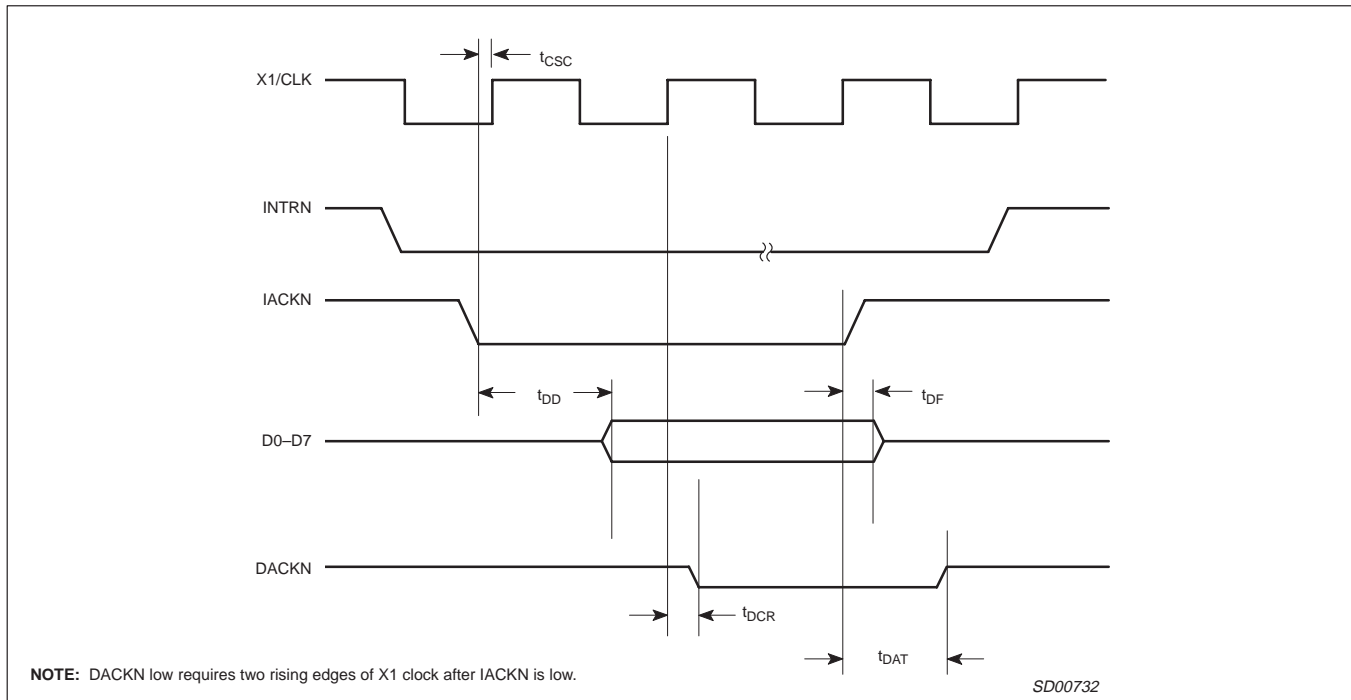 tCSC
X1/CLK
INTRN
IACKN
tDD
tDF
D0–D7
DACKN
tDCR
tDAT
NOTE: DACKN low requires two rising edges of X1 clock after IACKN is low.
SD00732